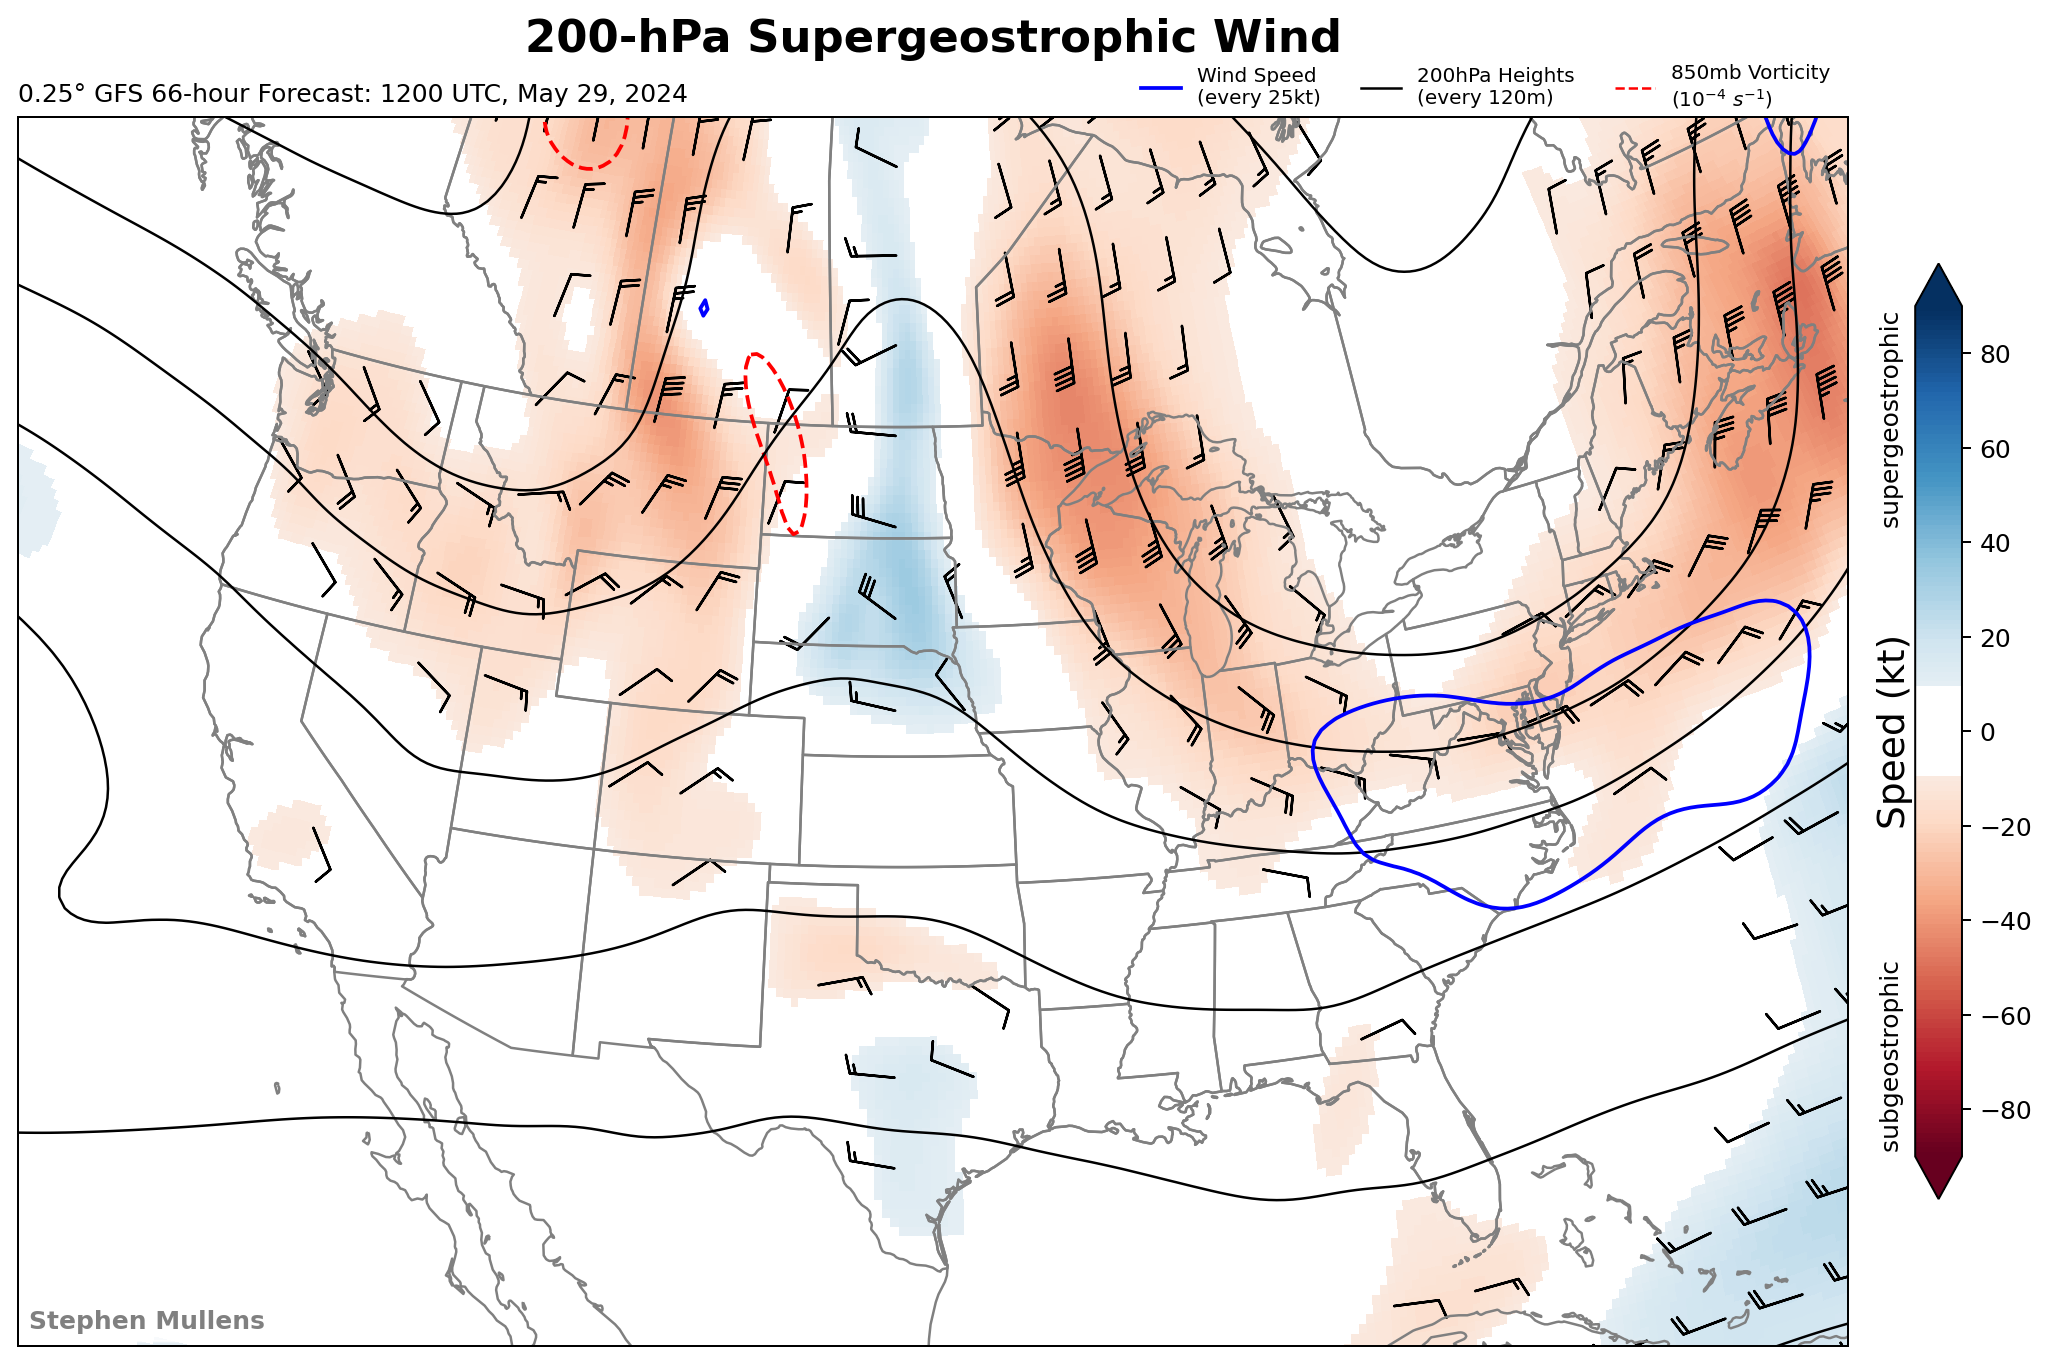 200-hPa Supergeostrophic Wind
0.25° GFS 66-hour Forecast: 1200 UTC, May 29, 2024
Wind Speed
(every 25kt)
200hPa Heights
(every 120m)
850mb Vorticity
(10⁻⁴ s⁻¹)
supergeostrophic
subgeostrophic
Speed (kt)
80
60
40
20
0
−20
−40
−60
−80
Stephen Mullens